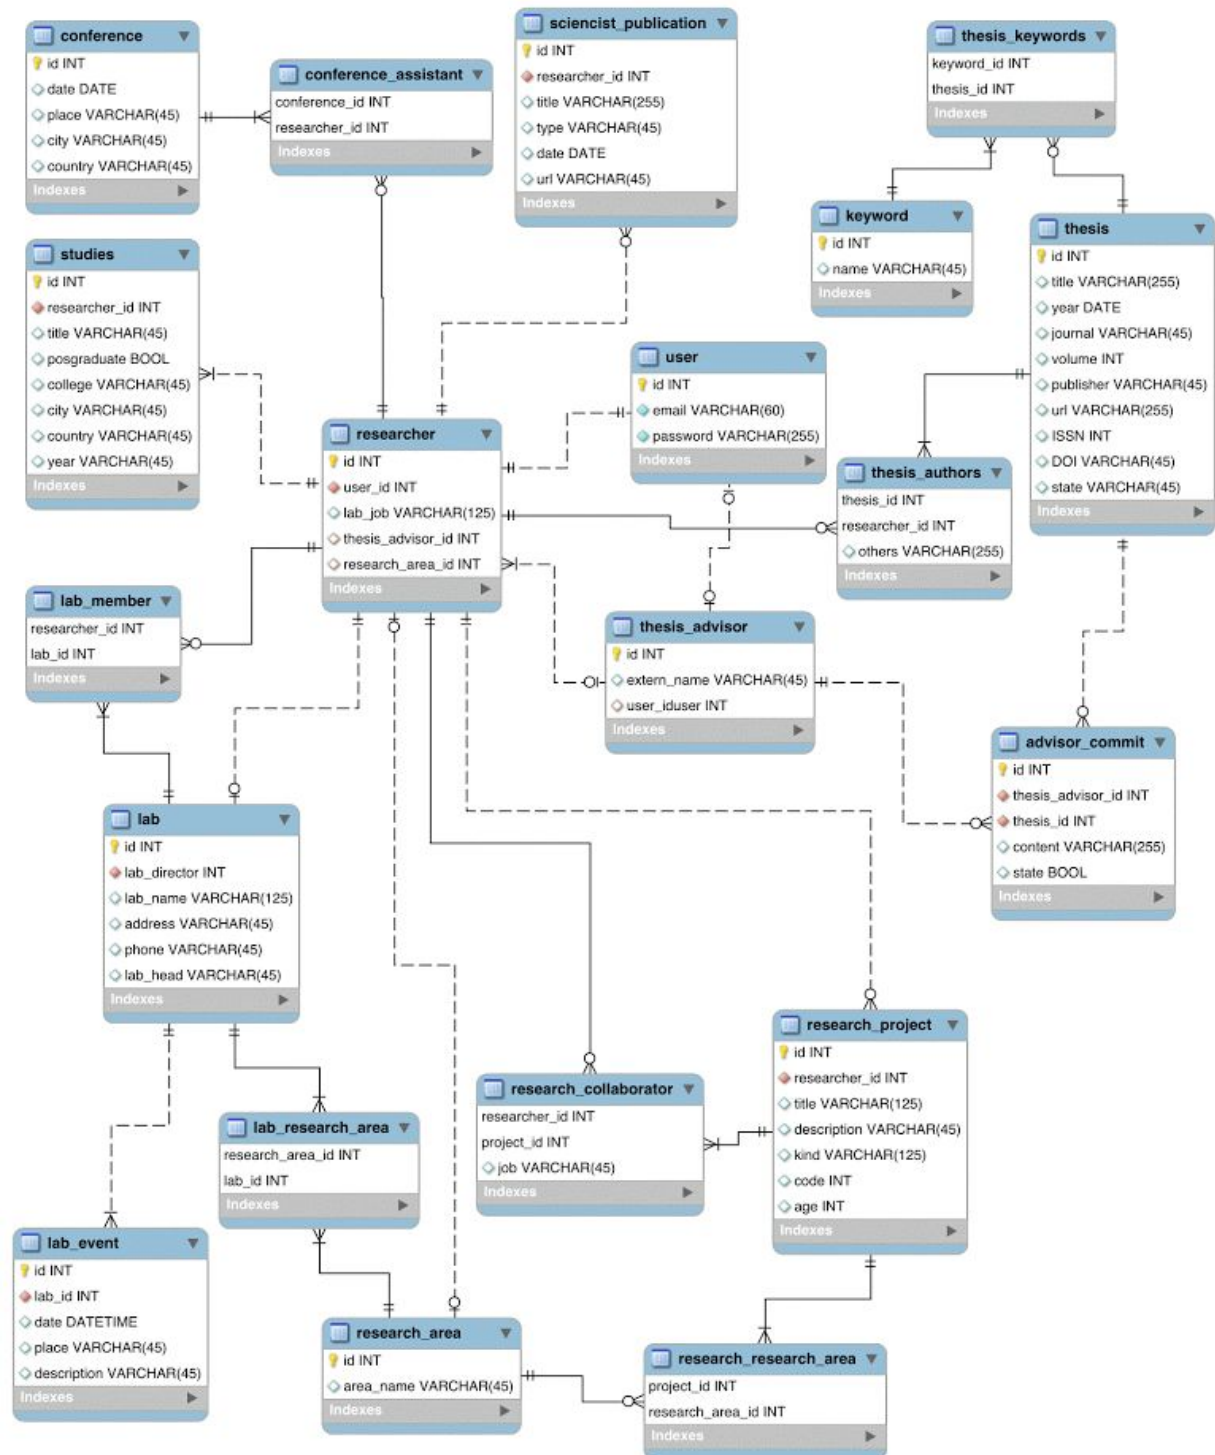 conference
id INT
date DATE
place VARCHAR(45)
city VARCHAR(45)
country VARCHAR(45)
Indexes
conference_assistant
conference_id INT
researcher_id INT
Indexes
sciencist_publication
id INT
researcher_id INT
title VARCHAR(255)
type VARCHAR(45)
date DATE
url VARCHAR(45)
Indexes
thesis_keywords
keyword_id INT
thesis_id INT
Indexes
keyword
id INT
name VARCHAR(45)
Indexes
thesis
id INT
title VARCHAR(255)
year DATE
journal VARCHAR(45)
volume INT
publisher VARCHAR(45)
url VARCHAR(255)
ISSN INT
DOI VARCHAR(45)
state VARCHAR(45)
Indexes
studies
id INT
researcher_id INT
title VARCHAR(45)
posgraduate BOOL
college VARCHAR(45)
city VARCHAR(45)
country VARCHAR(45)
year VARCHAR(45)
Indexes
user
id INT
email VARCHAR(60)
password VARCHAR(255)
Indexes
researcher
id INT
user_id INT
lab_job VARCHAR(125)
thesis_advisor_id INT
research_area_id INT
Indexes
thesis_authors
thesis_id INT
researcher_id INT
others VARCHAR(255)
Indexes
lab_member
researcher_id INT
lab_id INT
Indexes
thesis_advisor
id INT
extern_name VARCHAR(45)
user_iduser INT
Indexes
advisor_commit
id INT
thesis_advisor_id INT
thesis_id INT
content VARCHAR(255)
state BOOL
Indexes
lab
id INT
lab_director INT
lab_name VARCHAR(125)
address VARCHAR(45)
phone VARCHAR(45)
lab_head VARCHAR(45)
Indexes
research_project
id INT
researcher_id INT
title VARCHAR(125)
description VARCHAR(45)
kind VARCHAR(125)
code INT
age INT
Indexes
research_collaborator
researcher_id INT
project_id INT
job VARCHAR(45)
Indexes
lab_research_area
research_area_id INT
lab_id INT
Indexes
lab_event
id INT
lab_id INT
date DATETIME
place VARCHAR(45)
description VARCHAR(45)
Indexes
research_area
id INT
area_name VARCHAR(45)
Indexes
research_research_area
project_id INT
research_area_id INT
Indexes